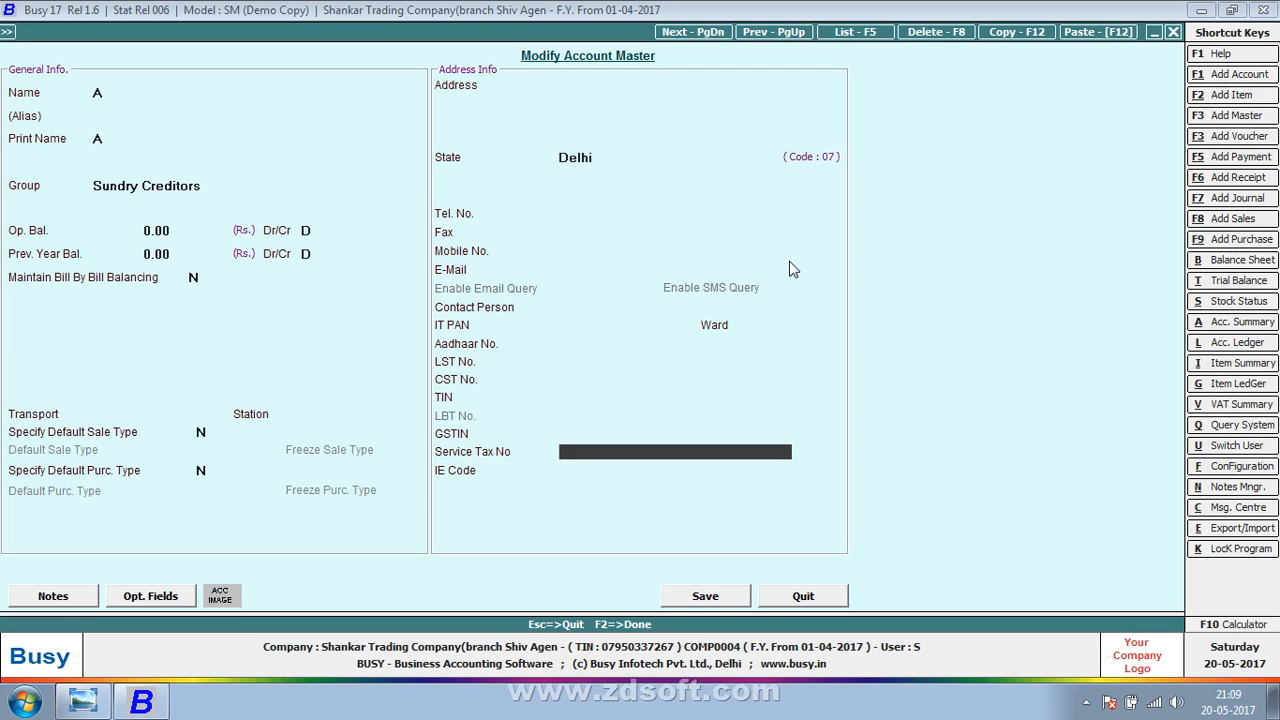 Busy 17 Rel 1.6 | Stat Rel 006 | Model : SM (Demo Copy) | Shankar Trading Company(branch Shiv Agen - F.Y. From 01-04-2017
>>
Next - PgDn
Prev - PgUp
List - F5
Delete - F8
Copy - F12
Paste - [F12]
Modify Account Master
General Info.
Name A
(Alias)
Print Name A
Group Sundry Creditors
Op. Bal. 0.00 (Rs.) Dr/Cr D
Prev. Year Bal. 0.00 (Rs.) Dr/Cr D
Maintain Bill By Bill Balancing N
Transport Station
Specify Default Sale Type N
Default Sale Type Freeze Sale Type
Specify Default Purc. Type N
Default Purc. Type Freeze Purc. Type
Address Info
Address
State Delhi ( Code : 07 )
Tel. No.
Fax
Mobile No.
E-Mail
Enable Email Query Enable SMS Query
Contact Person
IT PAN Ward
Aadhaar No.
LST No.
CST No.
TIN
LBT No.
GSTIN
Service Tax No
IE Code
Notes
Opt. Fields
ACC
IMAGE
Save
Quit
Esc=>Quit F2=>Done
Shortcut Keys
F1 Help
F1 Add Account
F2 Add Item
F3 Add Master
F3 Add Voucher
F5 Add Payment
F6 Add Receipt
F7 Add Journal
F8 Add Sales
F9 Add Purchase
B Balance Sheet
T Trial Balance
S Stock Status
A Acc. Summary
L Acc. Ledger
I Item Summary
G Item LedGer
V VAT Summary
Q Query System
U Switch User
F ConFiguration
N Notes Mngr.
C Msg. Centre
E Export/Import
K LocK Program
F10 Calculator
Busy
Company : Shankar Trading Company(branch Shiv Agen - ( TIN : 07950337267 ) COMP0004 ( F.Y. From 01-04-2017 ) - User : S
BUSY - Business Accounting Software ; (c) Busy Infotech Pvt. Ltd., Delhi ; www.busy.in
Your
Company
Logo
Saturday
20-05-2017
www.zdsoft.com
B
21:09
20-05-2017